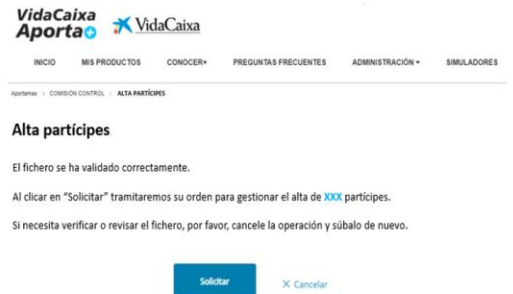 VidaCaixa
Aporta+
VidaCaixa
INICIO MIS PRODUCTOS CONOCER+ PREGUNTAS FRECUENTES ADMINISTRACIÓN SIMULADORES
Aportamas > COMISIÓN CONTROL > ALTA PARTÍCIPES
Alta partícipes
El fichero se ha validado correctamente.
Al clicar en “Solicitar” tramitaremos su orden para gestionar el alta de XXX partícipes.
Si necesita verificar o revisar el fichero, por favor, cancele la operación y súbalo de nuevo.
Solicitar
X Cancelar